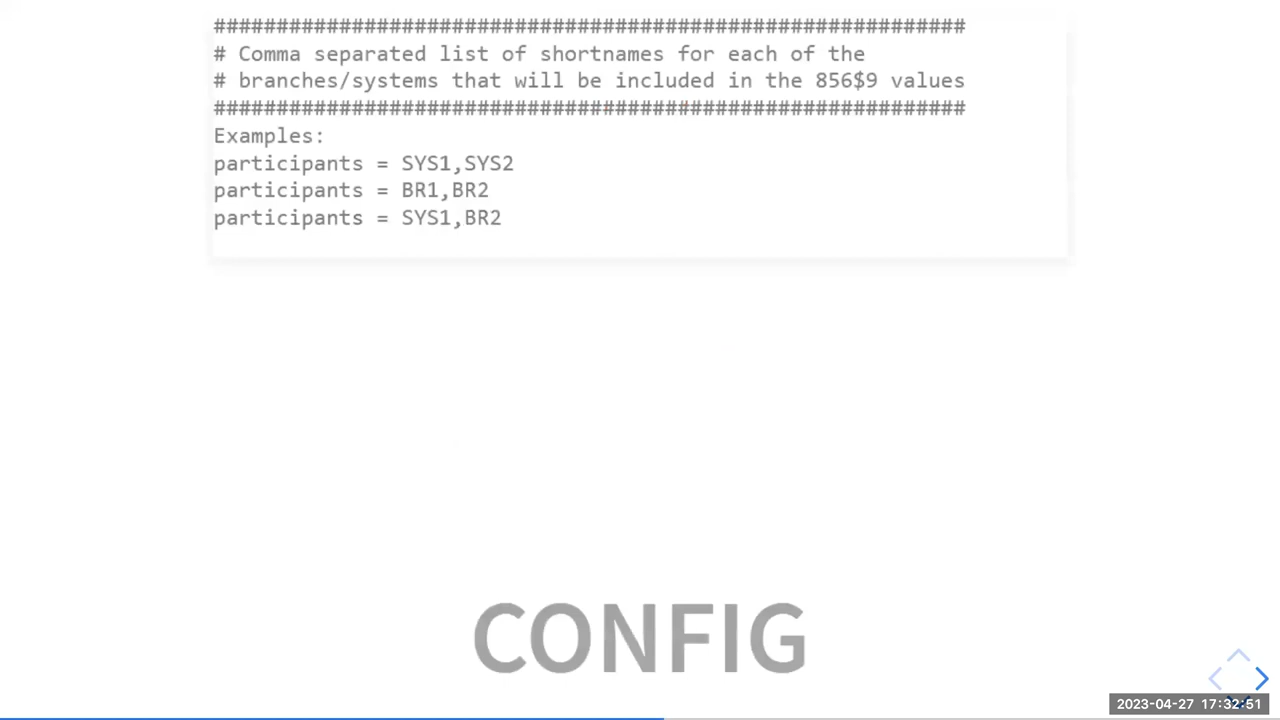 ############################################################
# Comma separated list of shortnames for each of the
# branches/systems that will be included in the 856$9 values
############################################################
Examples:
participants = SYS1,SYS2
participants = BR1,BR2
participants = SYS1,BR2
CONFIG
2023-04-27 17:32:51